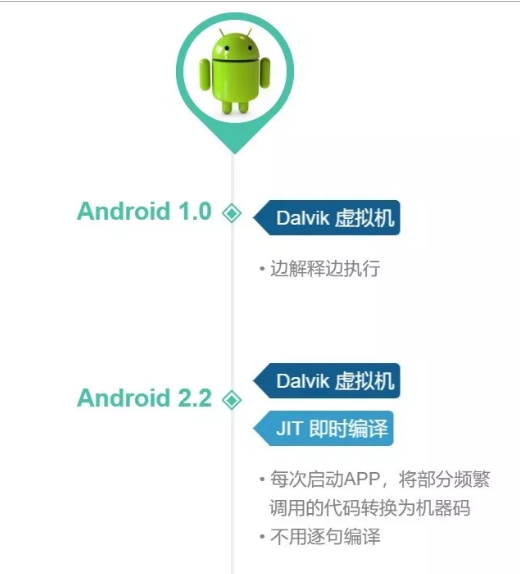 Android 1.0
Dalvik 虚拟机
• 边解释边执行
Android 2.2
Dalvik 虚拟机
JIT 即时编译
• 每次启动APP，将部分频繁
调用的代码转换为机器码
• 不用逐句编译